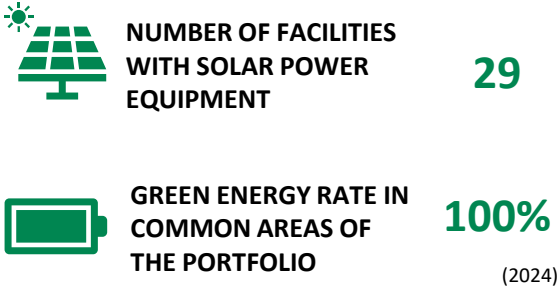 NUMBER OF FACILITIES
WITH SOLAR POWER
EQUIPMENT
29
GREEN ENERGY RATE IN
COMMON AREAS OF
THE PORTFOLIO
100%
(2024)